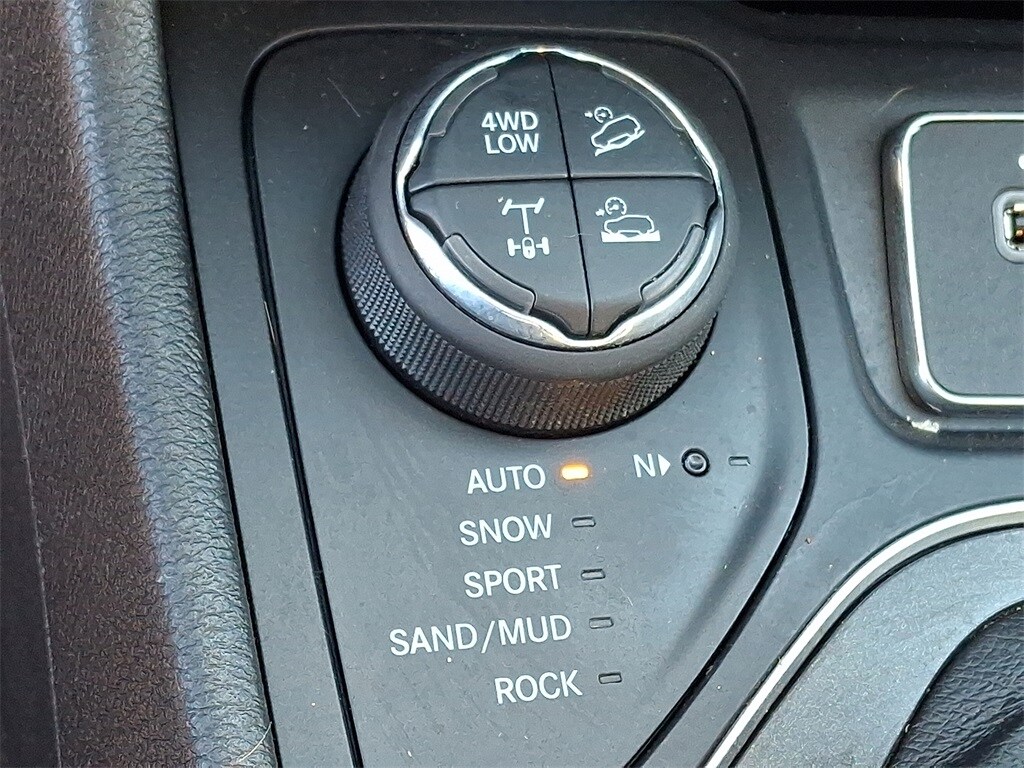 4WD
LOW
AUTO
N
SNOW
SPORT
SAND/MUD
ROCK